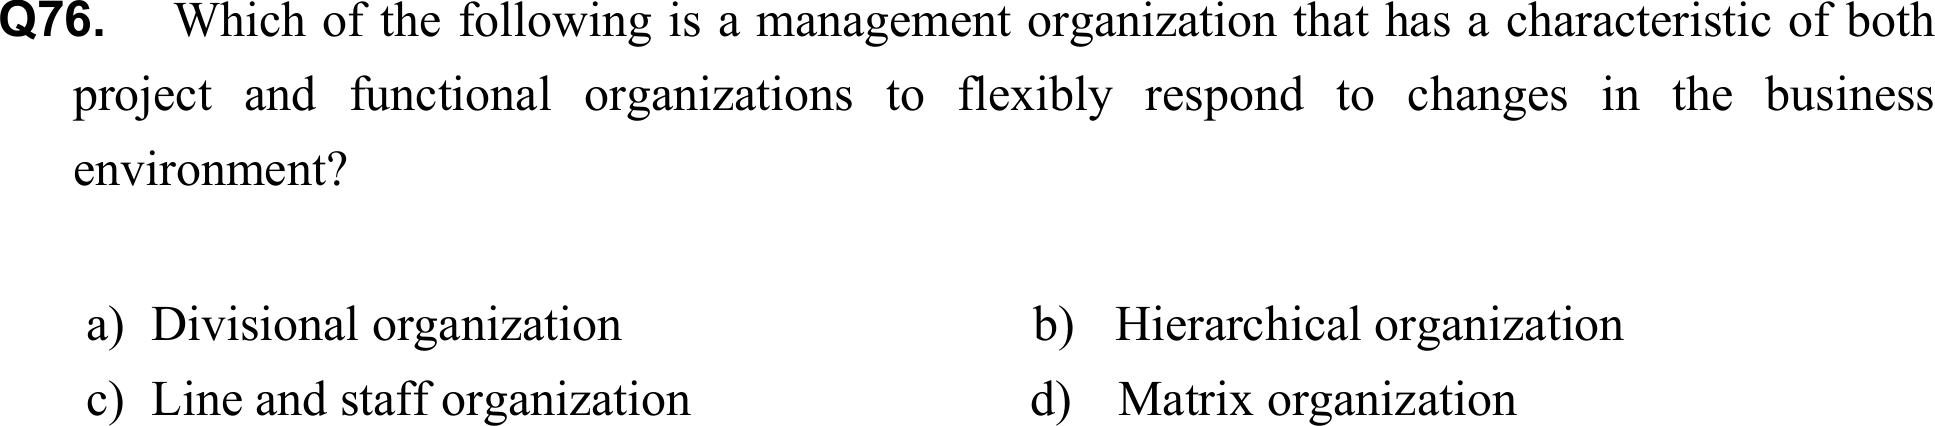 Q76. Which of the following is a management organization that has a characteristic of both
project and functional organizations to flexibly respond to changes in the business
environment?
a) Divisional organization b) Hierarchical organization
c) Line and staff organization d) Matrix organization